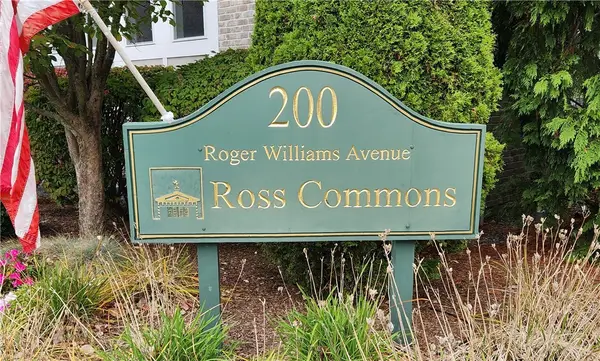 200
Roger Williams Avenue
Ross Commons